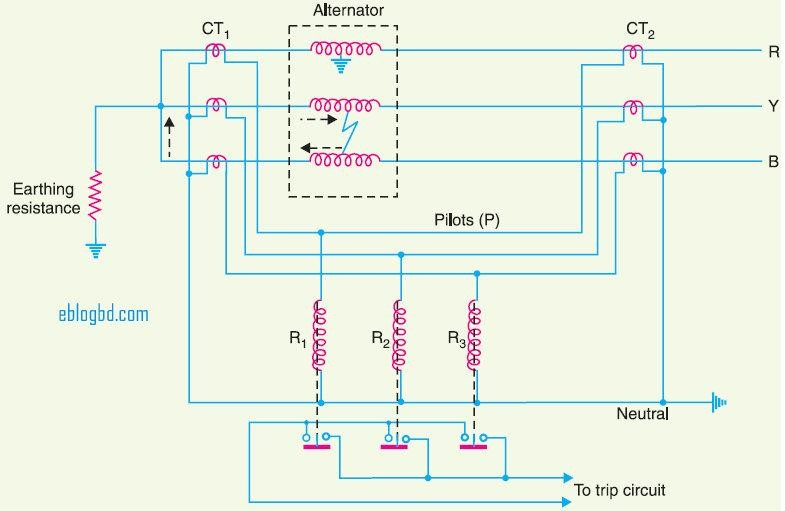 Alternator
CT1
CT2
R
Y
B
Earthing
resistance
Pilots (P)
eblogbd.com
R1
R2
R3
Neutral
To trip circuit